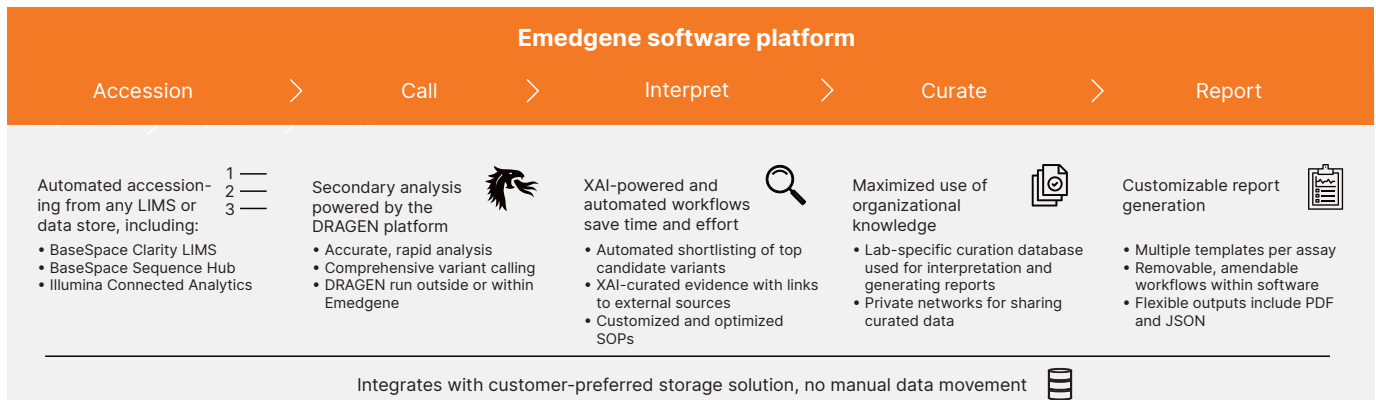 Emedgene software platform
Accession
Call
Interpret
Curate
Report
Automated accession-
ing from any LIMS or
data store, including:
1
2
3
• BaseSpace Clarity LIMS
• BaseSpace Sequence Hub
• Illumina Connected Analytics
Secondary analysis
powered by the
DRAGEN platform
• Accurate, rapid analysis
• Comprehensive variant calling
• DRAGEN run outside or within
Emedgene
XAI-powered and
automated workflows
save time and effort
• Automated shortlisting of top
candidate variants
• XAI-curated evidence with links
to external sources
• Customized and optimized
SOPs
Maximized use of
organizational
knowledge
• Lab-specific curation database
used for interpretation and
generating reports
• Private networks for sharing
curated data
Customizable report
generation
• Multiple templates per assay
• Removable, amendable
workflows within software
• Flexible outputs include PDF
and JSON
Integrates with customer-preferred storage solution, no manual data movement